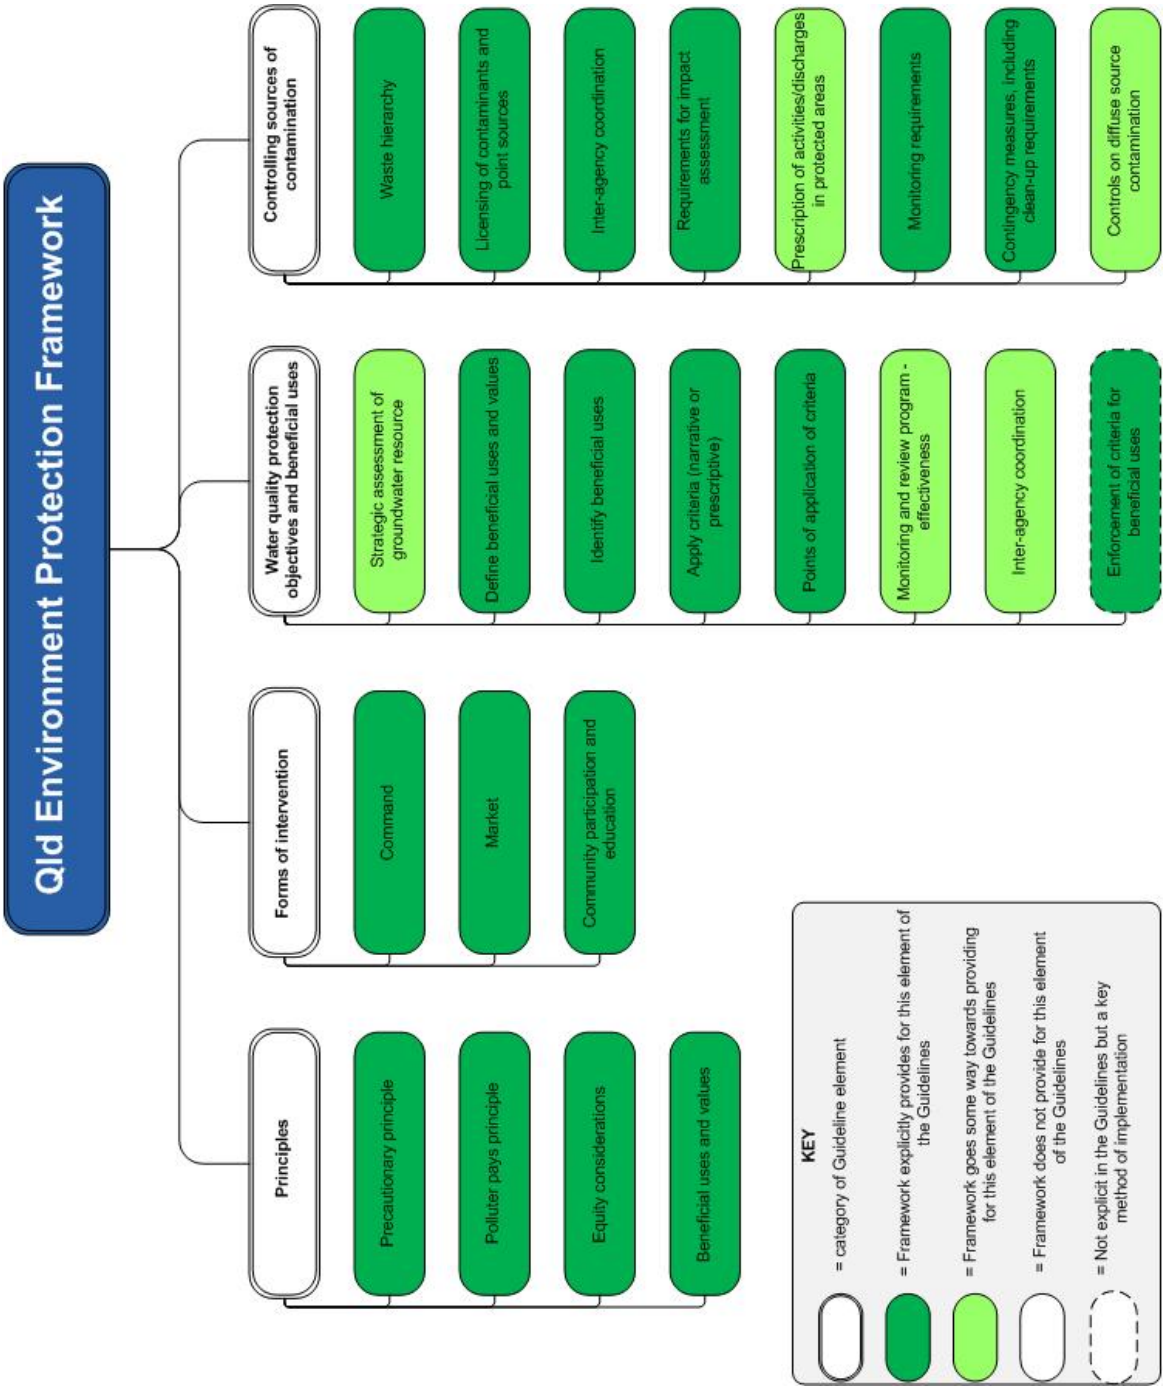 Qld Environment Protection Framework
Principles
Precautionary principle
Polluter pays principle
Equity considerations
Beneficial uses and values
Forms of intervention
Command
Market
Community participation and
education
Water quality protection
objectives and beneficial uses
Strategic assessment of
groundwater resource
Define beneficial uses and values
Identify beneficial uses
Apply criteria (narrative or
prescriptive)
Points of application of criteria
Monitoring and review program -
effectiveness
Inter-agency coordination
Enforcement of criteria for
beneficial uses
Controlling sources of
contamination
Waste hierarchy
Licensing of contaminants and
point sources
Inter-agency coordination
Requirements for impact
assessment
Prescription of activities/discharges
in protected areas
Monitoring requirements
Contingency measures, including
clean-up requirements
Controls on diffuse source
contamination
KEY
= category of Guideline element
= Framework explicitly provides for this element of
the Guidelines
= Framework goes some way towards providing
for this element of the Guidelines
= Framework does not provide for this element
of the Guidelines
= Not explicit in the Guidelines but a key
method of implementation